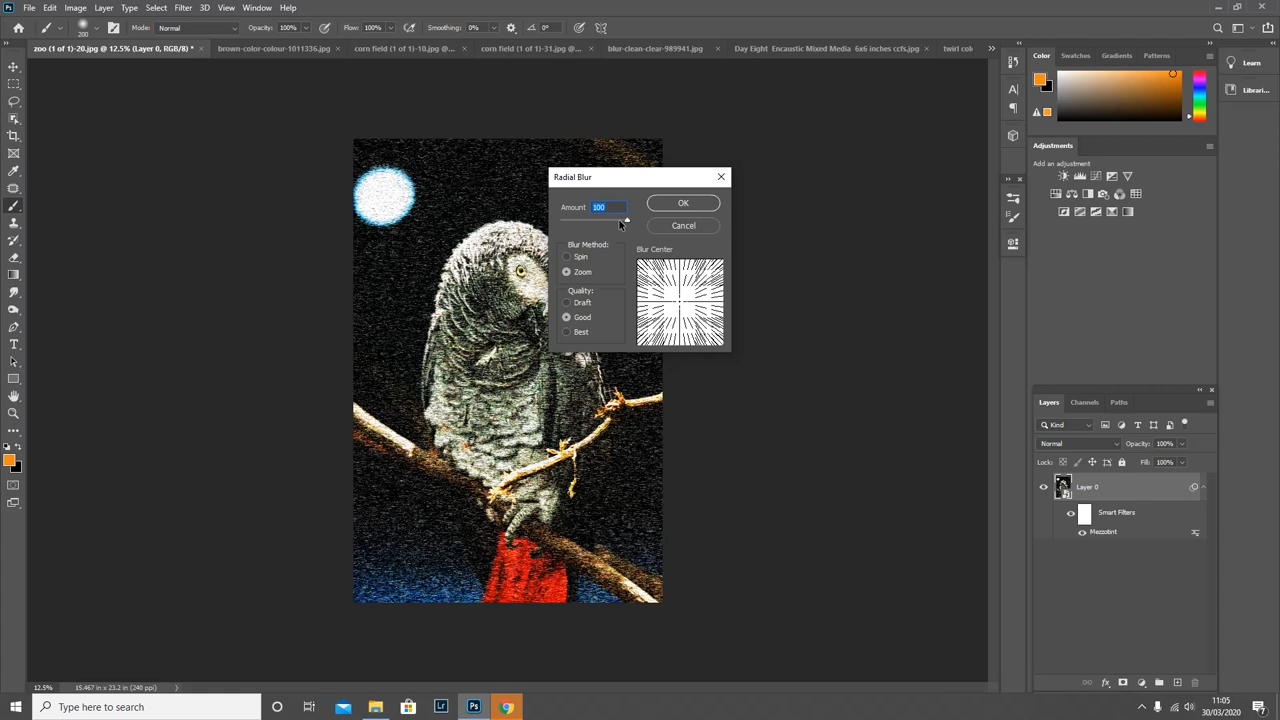 Ps File Edit Image Layer Type Select Filter 3D View Window Help
200 Mode: Normal Opacity: 100% Flow: 100% Smoothing: 0% 0°
zoo (1 of 1)-20.jpg @ 12.5% (Layer 0, RGB/8) * × brown-color-colour-1011336.jpg × corn field (1 of 1)-10.jpg @... × corn field (1 of 1)-31.jpg @... × blur-clean-clear-989941.jpg × Day Eight Encaustic Mixed Media 6x6 inches ccfs.jpg × twirl col
Color Swatches Gradients Patterns
Learn
Librari...
Adjustments
Add an adjustment
Radial Blur
Amount 100 OK
Cancel
Blur Method:
Spin
Zoom
Quality:
Draft
Good
Best
Blur Center
Layers Channels Paths
Kind
Normal Opacity: 100%
Lock: Fill: 100%
Layer 0
Smart Filters
Mezzotint
12.5% 15.467 in x 23.2 in (240 ppi)
Type here to search
Lr Ps
11:05
30/03/2020
7